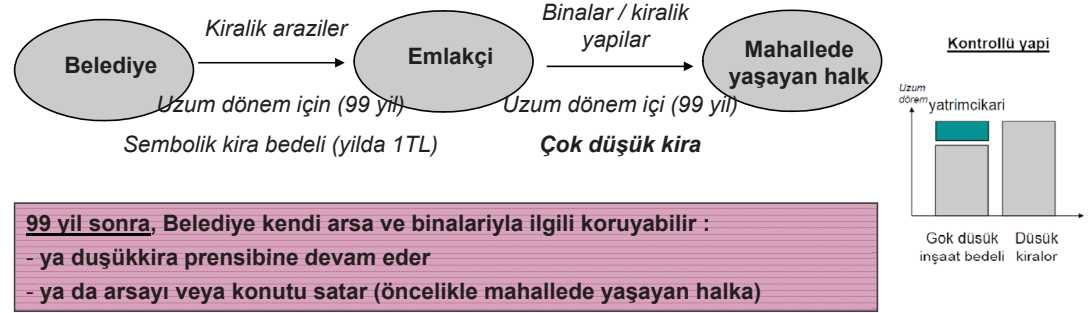 Kiralik araziler
Binalar / kiralik
yapilar
Belediye
Emlakçi
Mahallede
yaşayan halk
Uzum dönem için (99 yil)
Sembolik kira bedeli (yilda 1TL)
Uzum dönem içi (99 yil)
Çok düşük kira
Kontrollü yapi
Uzum
dörem
yatrimcikari
Gok düsük
inşaat bedeli
Düsük
kiralor
99 yil sonra, Belediye kendi arsa ve binalariyla ilgili koruyabilir :
- ya duşükkira prensibine devam eder
- ya da arsayı veya konutu satar (öncelikle mahallede yaşayan halka)